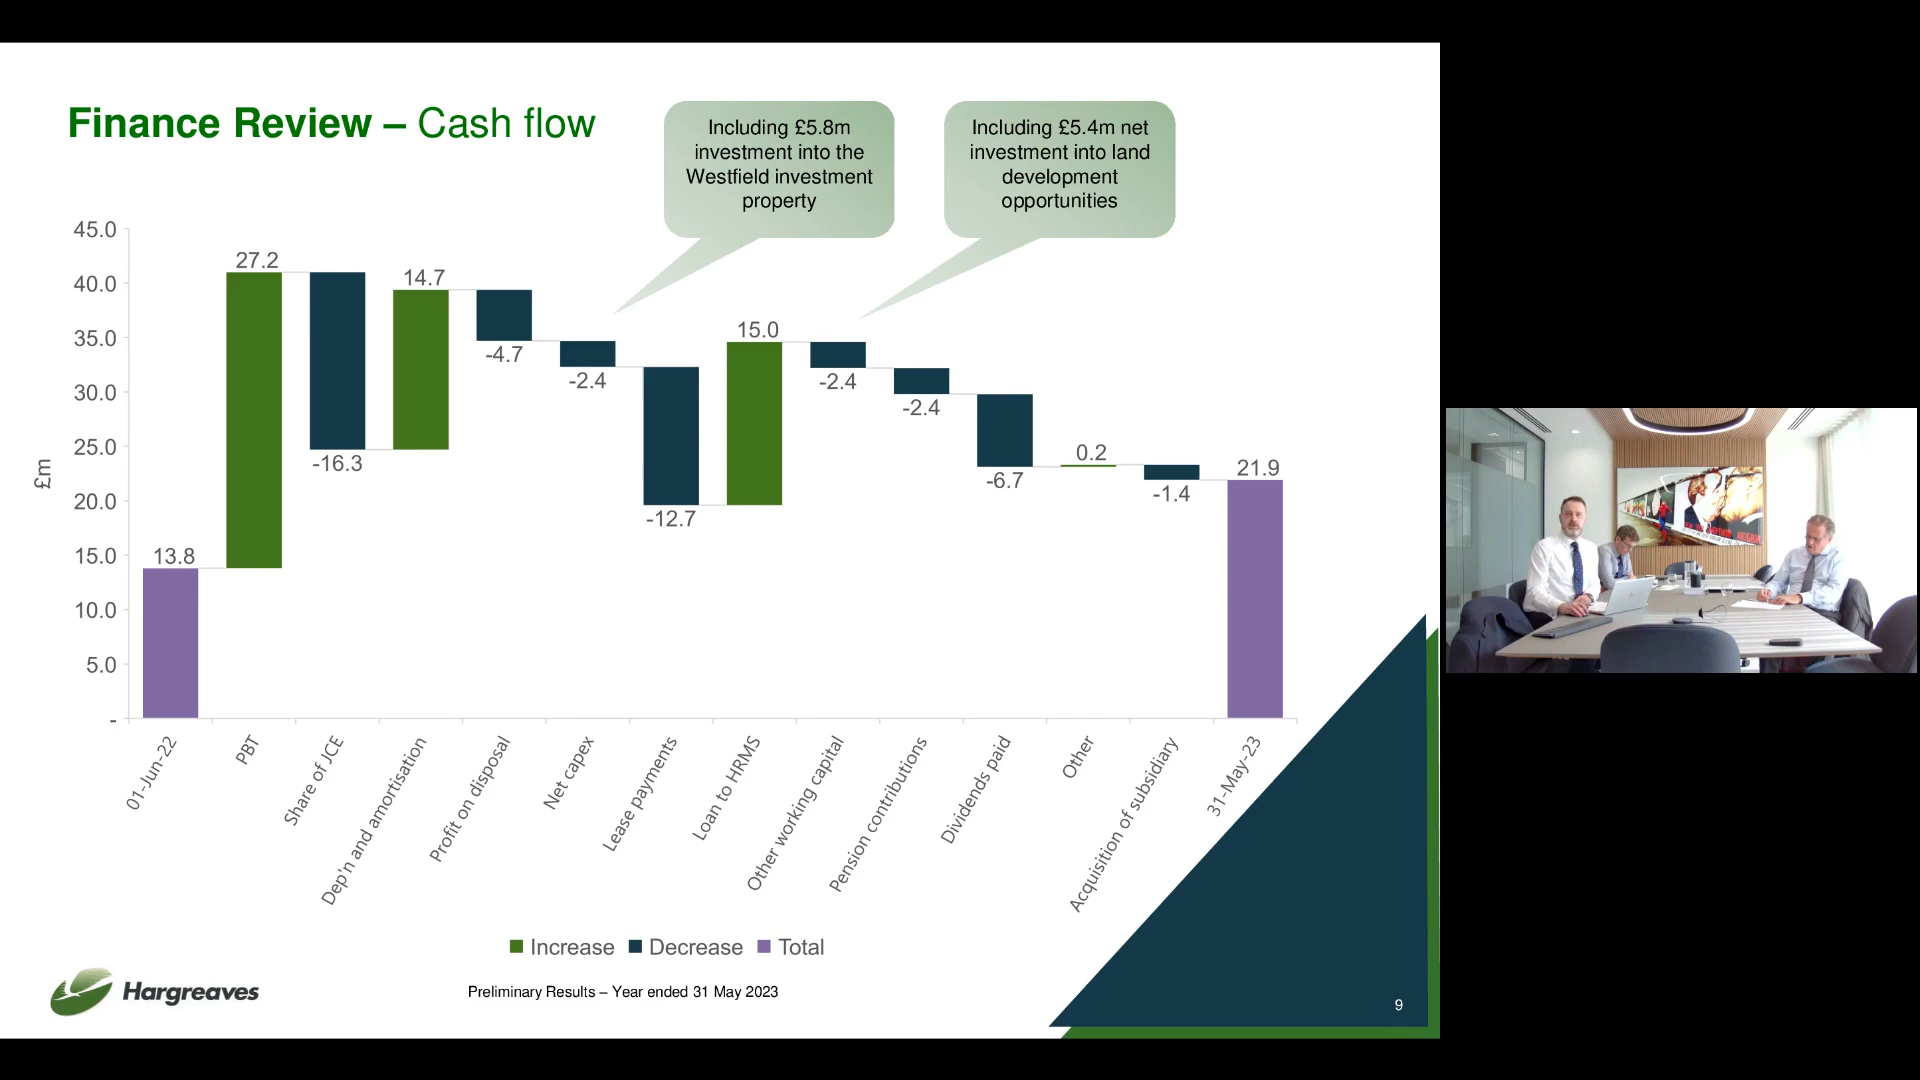 Finance Review – Cash flow
Including £5.8m
investment into the
Westfield investment
property
Including £5.4m net
investment into land
development
opportunities
£m
45.0
40.0
35.0
30.0
25.0
20.0
15.0
10.0
5.0
-
13.8
27.2
-16.3
14.7
-4.7
-2.4
-12.7
15.0
-2.4
-2.4
-6.7
0.2
-1.4
21.9
01-Jun-22
PBT
Share of JCE
Dep'n and amortisation
Profit on disposal
Net capex
Lease payments
Loan to HRMS
Other working capital
Pension contributions
Dividends paid
Other
Acquisition of subsidiary
31-May-23
Increase Decrease Total
Hargreaves
Preliminary Results – Year ended 31 May 2023
9